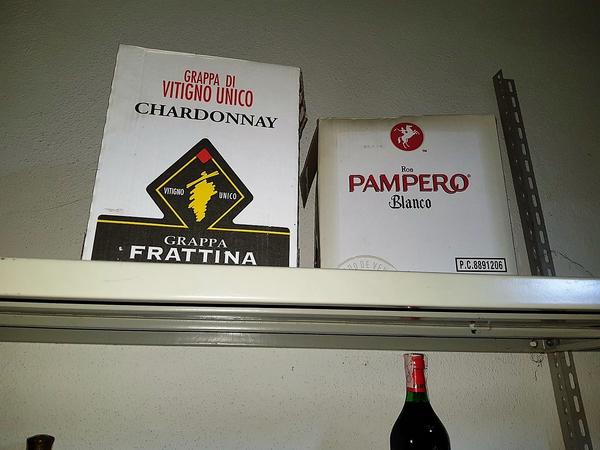 GRAPPA DI
VITIGNO UNICO
CHARDONNAY
VITIGNO UNICO
GRAPPA
FRATTINA
Ron
PAMPERO®
Blanco
P.C.8891206